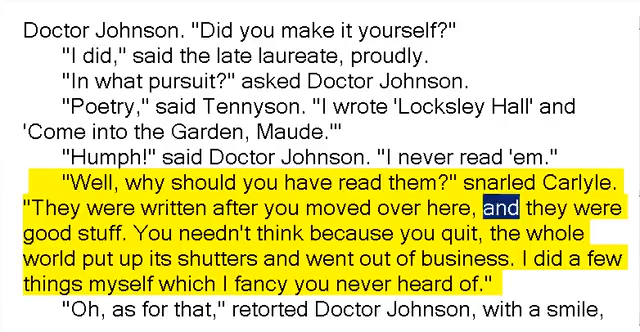 Doctor Johnson. "Did you make it yourself?"
"I did," said the late laureate, proudly.
"In what pursuit?" asked Doctor Johnson.
"Poetry," said Tennyson. "I wrote 'Locksley Hall' and
'Come into the Garden, Maude.'"
"Humph!" said Doctor Johnson. "I never read 'em."
"Well, why should you have read them?" snarled Carlyle.
"They were written after you moved over here, and they were
good stuff. You needn't think because you quit, the whole
world put up its shutters and went out of business. I did a few
things myself which I fancy you never heard of."
"Oh, as for that," retorted Doctor Johnson, with a smile,